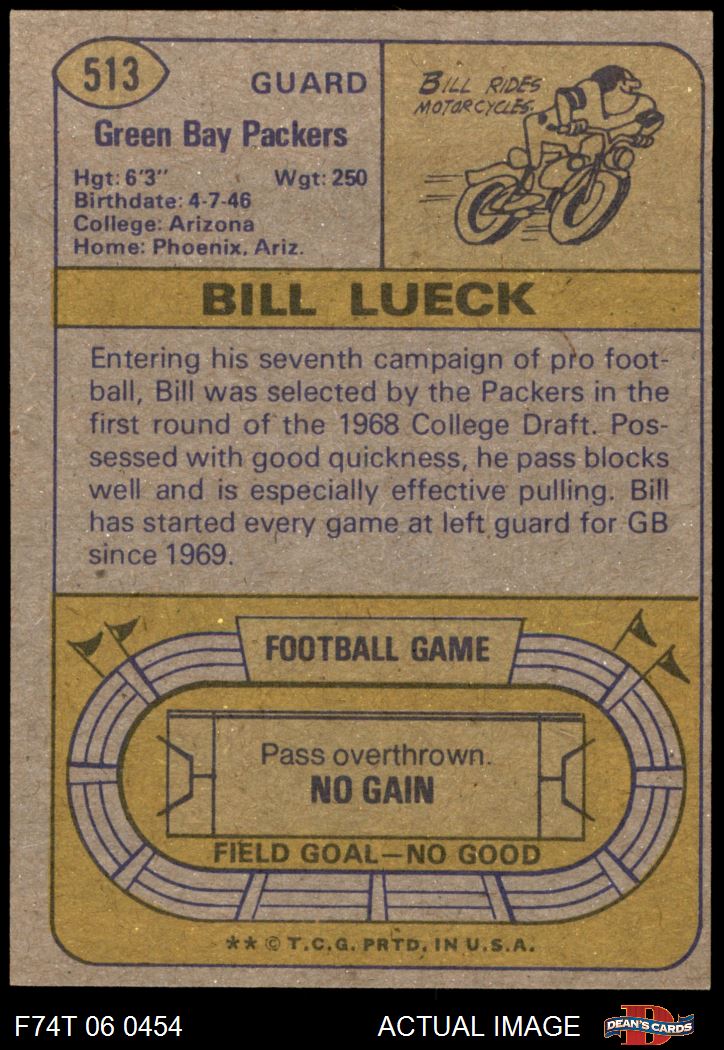 513
GUARD
Green Bay Packers
Hgt: 6'3" Wgt: 250
Birthdate: 4-7-46
College: Arizona
Home: Phoenix, Ariz.
BILL RIDES
MOTORCYCLES.
BILL LUECK
Entering his seventh campaign of pro foot-
ball, Bill was selected by the Packers in the
first round of the 1968 College Draft. Pos-
sessed with good quickness, he pass blocks
well and is especially effective pulling. Bill
has started every game at left guard for GB
since 1969.
FOOTBALL GAME
Pass overthrown.
NO GAIN
FIELD GOAL—NO GOOD
** © T.C.G. PRTD. IN U.S.A.
F74T 06 0454 ACTUAL IMAGE
D
DEAN'S CARDS